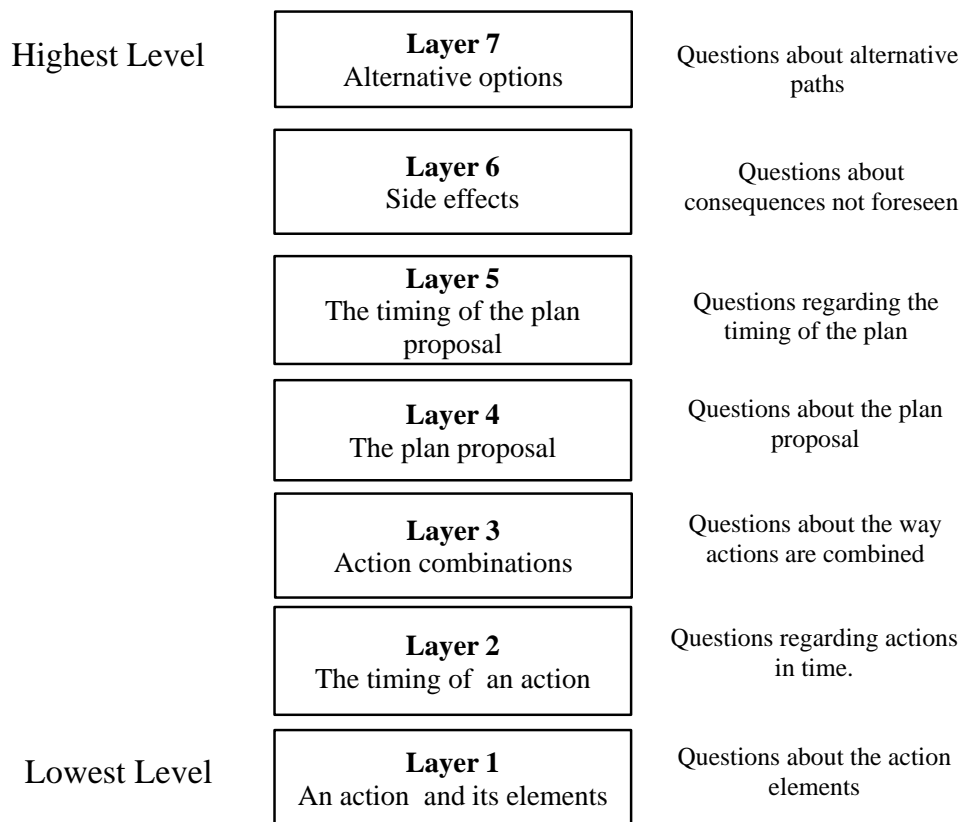 Highest Level
Layer 7
Alternative options
Questions about alternative
paths
Layer 6
Side effects
Questions about
consequences not foreseen
Layer 5
The timing of the plan
proposal
Questions regarding the
timing of the plan
Layer 4
The plan proposal
Questions about the plan
proposal
Layer 3
Action combinations
Questions about the way
actions are combined
Layer 2
The timing of an action
Questions regarding actions
in time.
Lowest Level
Layer 1
An action and its elements
Questions about the action
elements